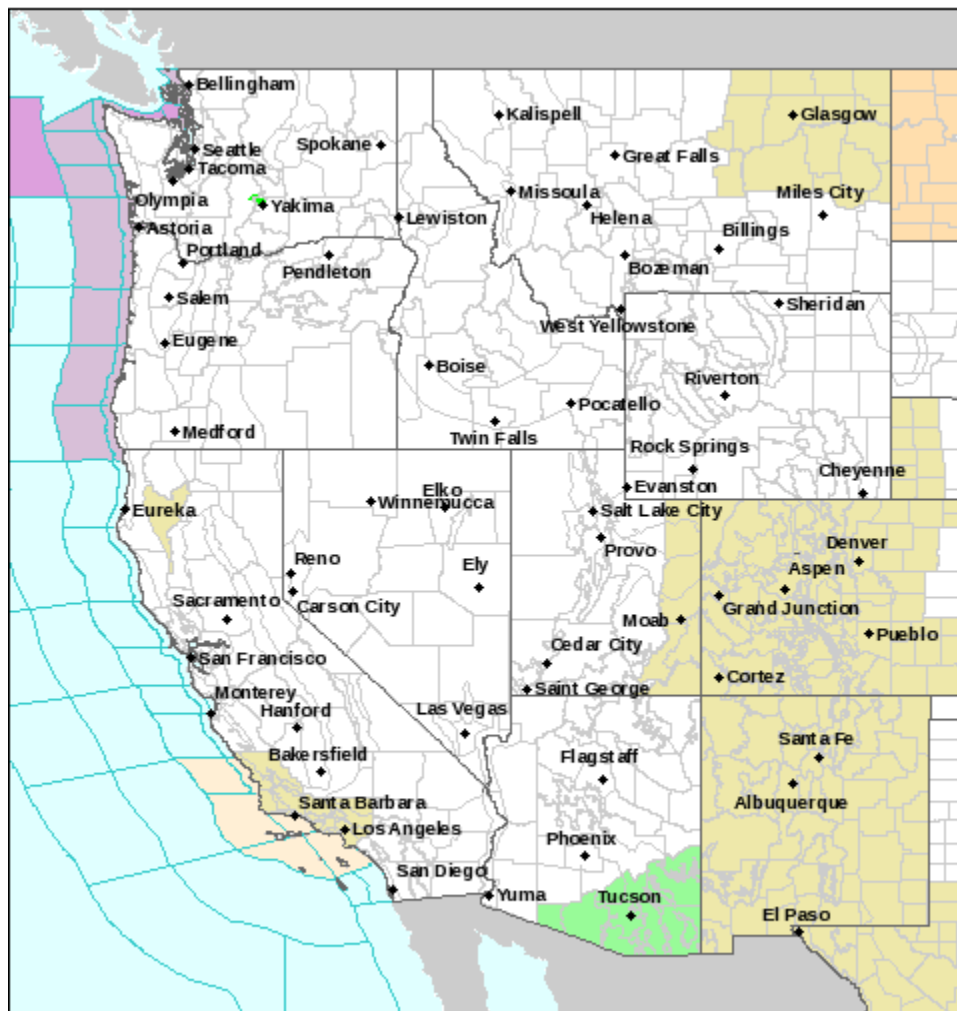 Bellingham
Kalispell
Glasgow
Seattle
Spokane
Great Falls
Tacoma
Missoula
Miles City
Olympia
Yakima
Helena
Lewiston
Astoria
Billings
Portland
Pendleton
Bozeman
Salem
Sheridan
West Yellowstone
Eugene
Boise
Riverton
Pocatello
Medford
Twin Falls
Rock Springs
Cheyenne
Elko
Evanston
Winnemucca
Eureka
Salt Lake City
Denver
Provo
Reno
Ely
Aspen
Sacramento
Carson City
Grand Junction
Moab
Pueblo
Cedar City
San Francisco
Cortez
Saint George
Monterey
Las Vegas
Hanford
Santa Fe
Bakersfield
Flagstaff
Albuquerque
Santa Barbara
Los Angeles
Phoenix
San Diego
Yuma
Tucson
El Paso